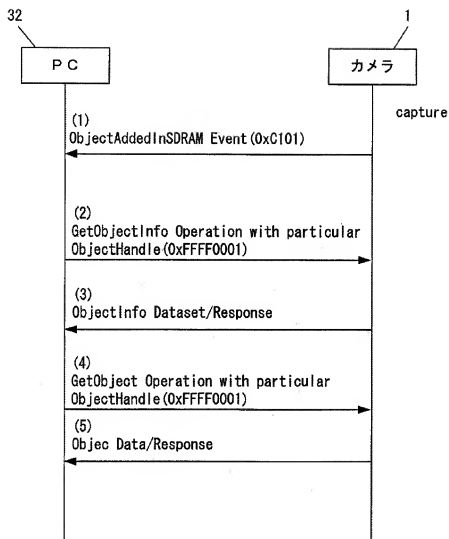 32
1
PC
カメラ
capture
(1)
ObjectAddedInSDRAM Event(0xC101)
(2)
GetObjectInfo Operation with particular
ObjectHandle(0xFFFF0001)
(3)
ObjectInfo Dataset/Response
(4)
GetObject Operation with particular
ObjectHandle(0xFFFF0001)
(5)
Objec Data/Response